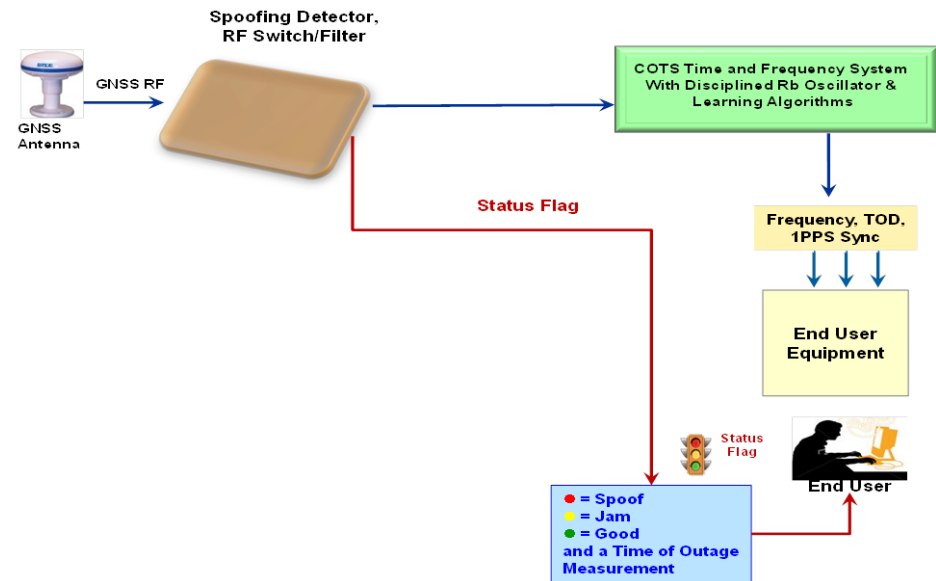 Spoofing Detector,
RF Switch/Filter
GNSS RF
GNSS
Antenna
COTS Time and Frequency System
With Disciplined Rb Oscillator &
Learning Algorithms
Status Flag
Frequency, TOD,
1PPS Sync
End User
Equipment
Status
Flag
End User
= Spoof
= Jam
= Good
and a Time of Outage
Measurement